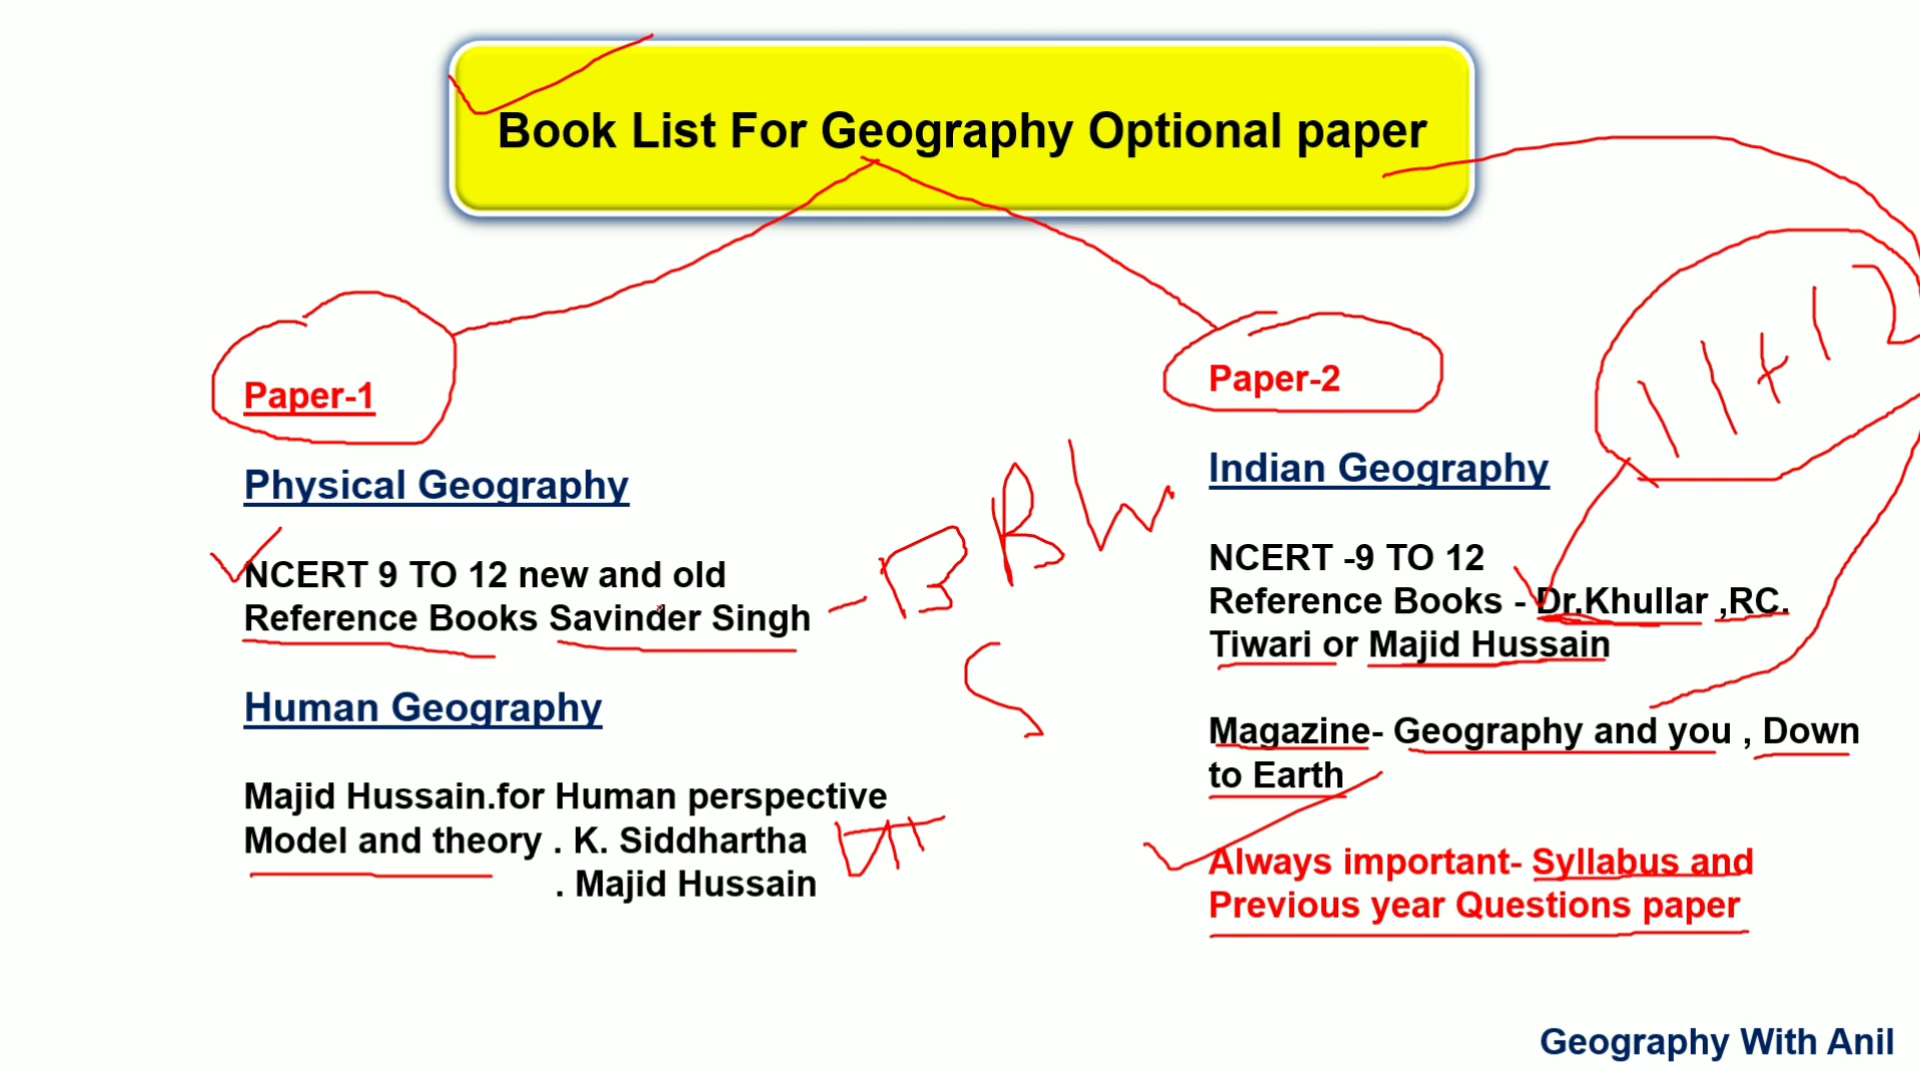 Book List For Geography Optional paper
Paper-1
Physical Geography
NCERT 9 TO 12 new and old
Reference Books Savinder Singh
Human Geography
Majid Hussain.for Human perspective
Model and theory . K. Siddhartha
. Majid Hussain
Paper-2
Indian Geography
NCERT -9 TO 12
Reference Books - Dr.Khullar ,RC.
Tiwari or Majid Hussain
Magazine- Geography and you , Down
to Earth
Always important- Syllabus and
Previous year Questions paper
11+12
Geography With Anil